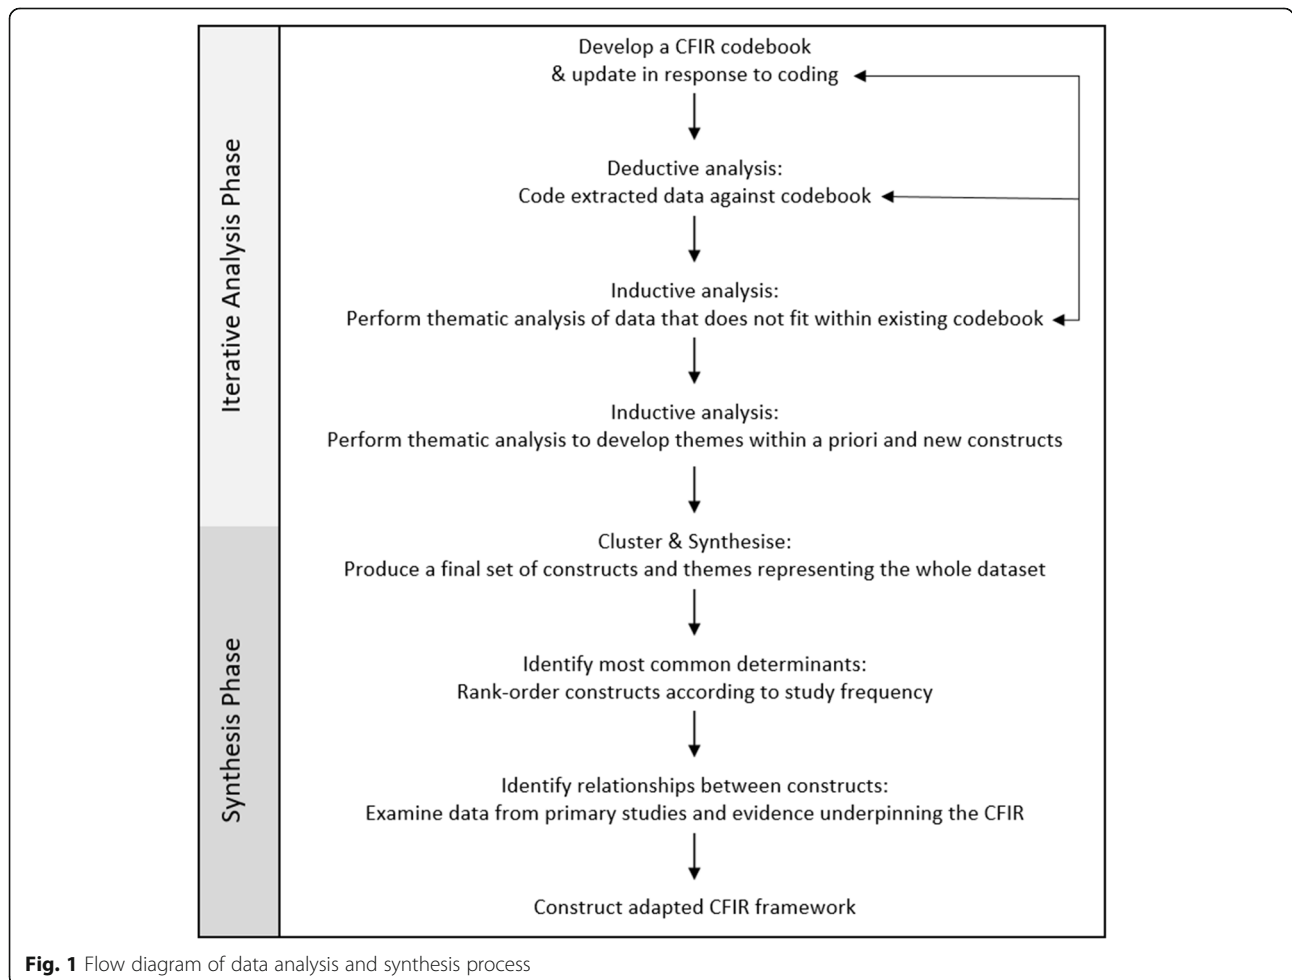 Iterative Analysis Phase
Develop a CFIR codebook
& update in response to coding
Deductive analysis:
Code extracted data against codebook
Inductive analysis:
Perform thematic analysis of data that does not fit within existing codebook
Inductive analysis:
Perform thematic analysis to develop themes within a priori and new constructs
Synthesis Phase
Cluster & Synthesise:
Produce a final set of constructs and themes representing the whole dataset
Identify most common determinants:
Rank-order constructs according to study frequency
Identify relationships between constructs:
Examine data from primary studies and evidence underpinning the CFIR
Construct adapted CFIR framework
Fig. 1 Flow diagram of data analysis and synthesis process